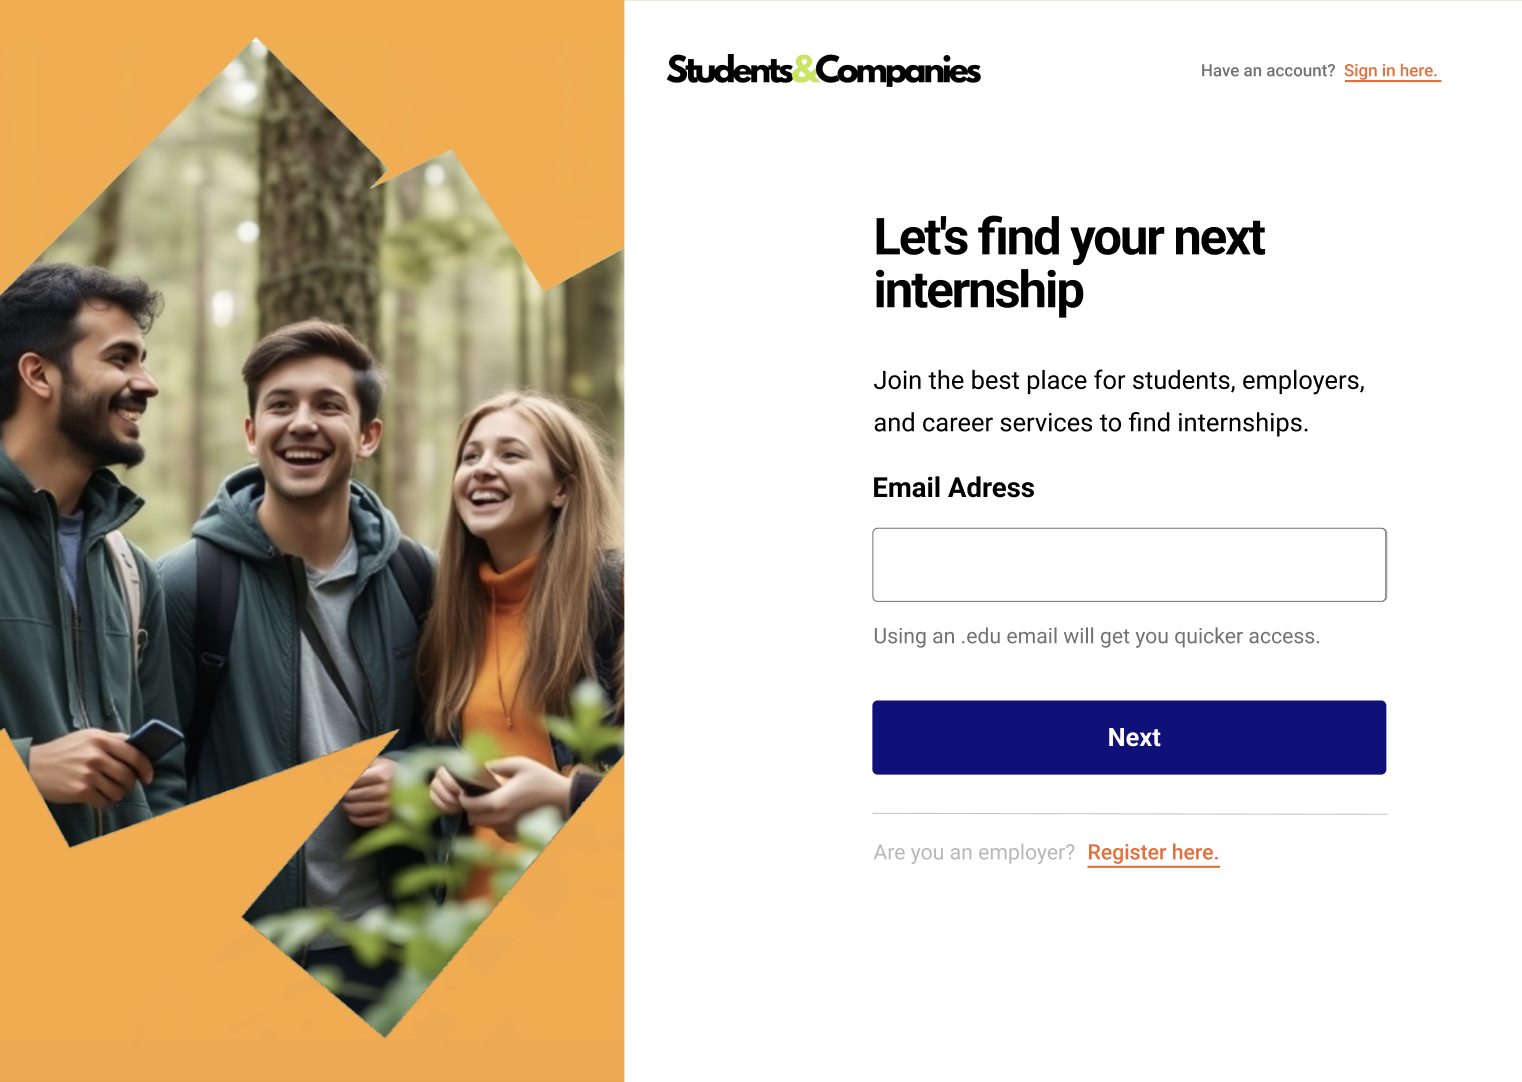 Students&Companies
Have an account? Sign in here.
Let's find your next
internship
Join the best place for students, employers,
and career services to find internships.
Email Adress
Using an .edu email will get you quicker access.
Next
Are you an employer? Register here.